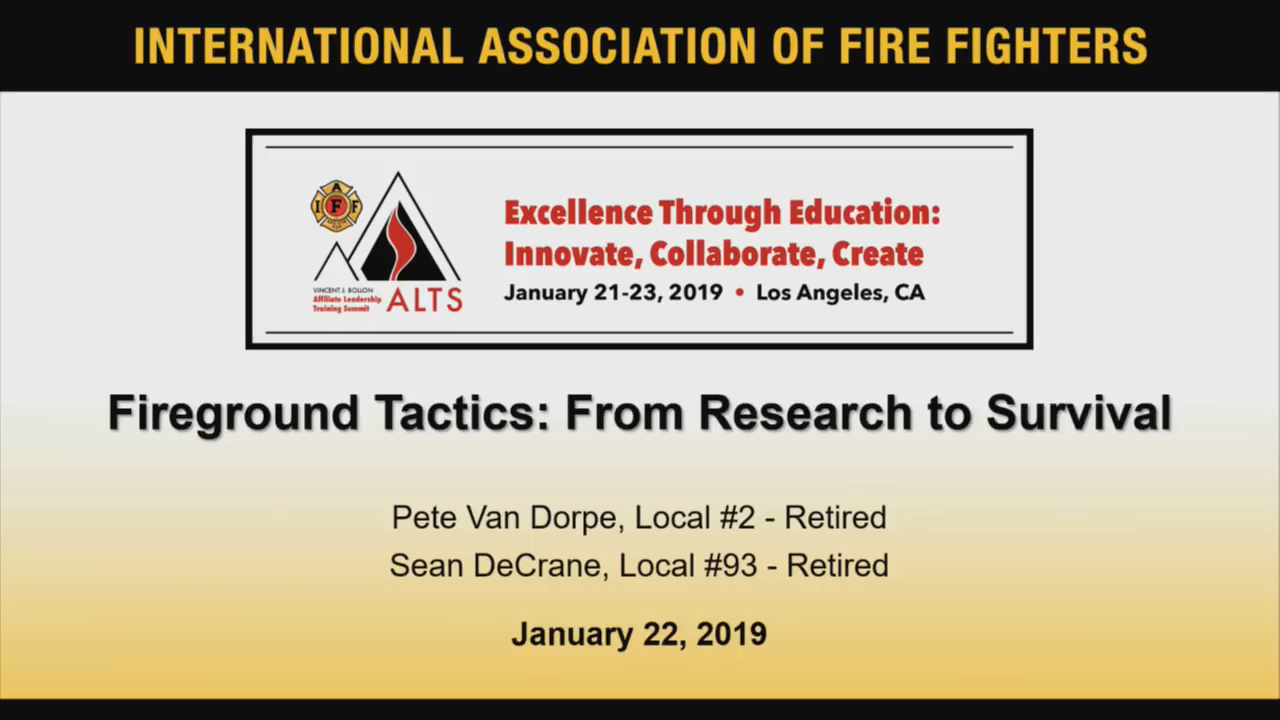 INTERNATIONAL ASSOCIATION OF FIRE FIGHTERS
I A F F
VINCENT J. BOLLON
Affiliate Leadership
Training Summit
ALTS
Excellence Through Education:
Innovate, Collaborate, Create
January 21-23, 2019 • Los Angeles, CA
Fireground Tactics: From Research to Survival
Pete Van Dorpe, Local #2 - Retired
Sean DeCrane, Local #93 - Retired
January 22, 2019